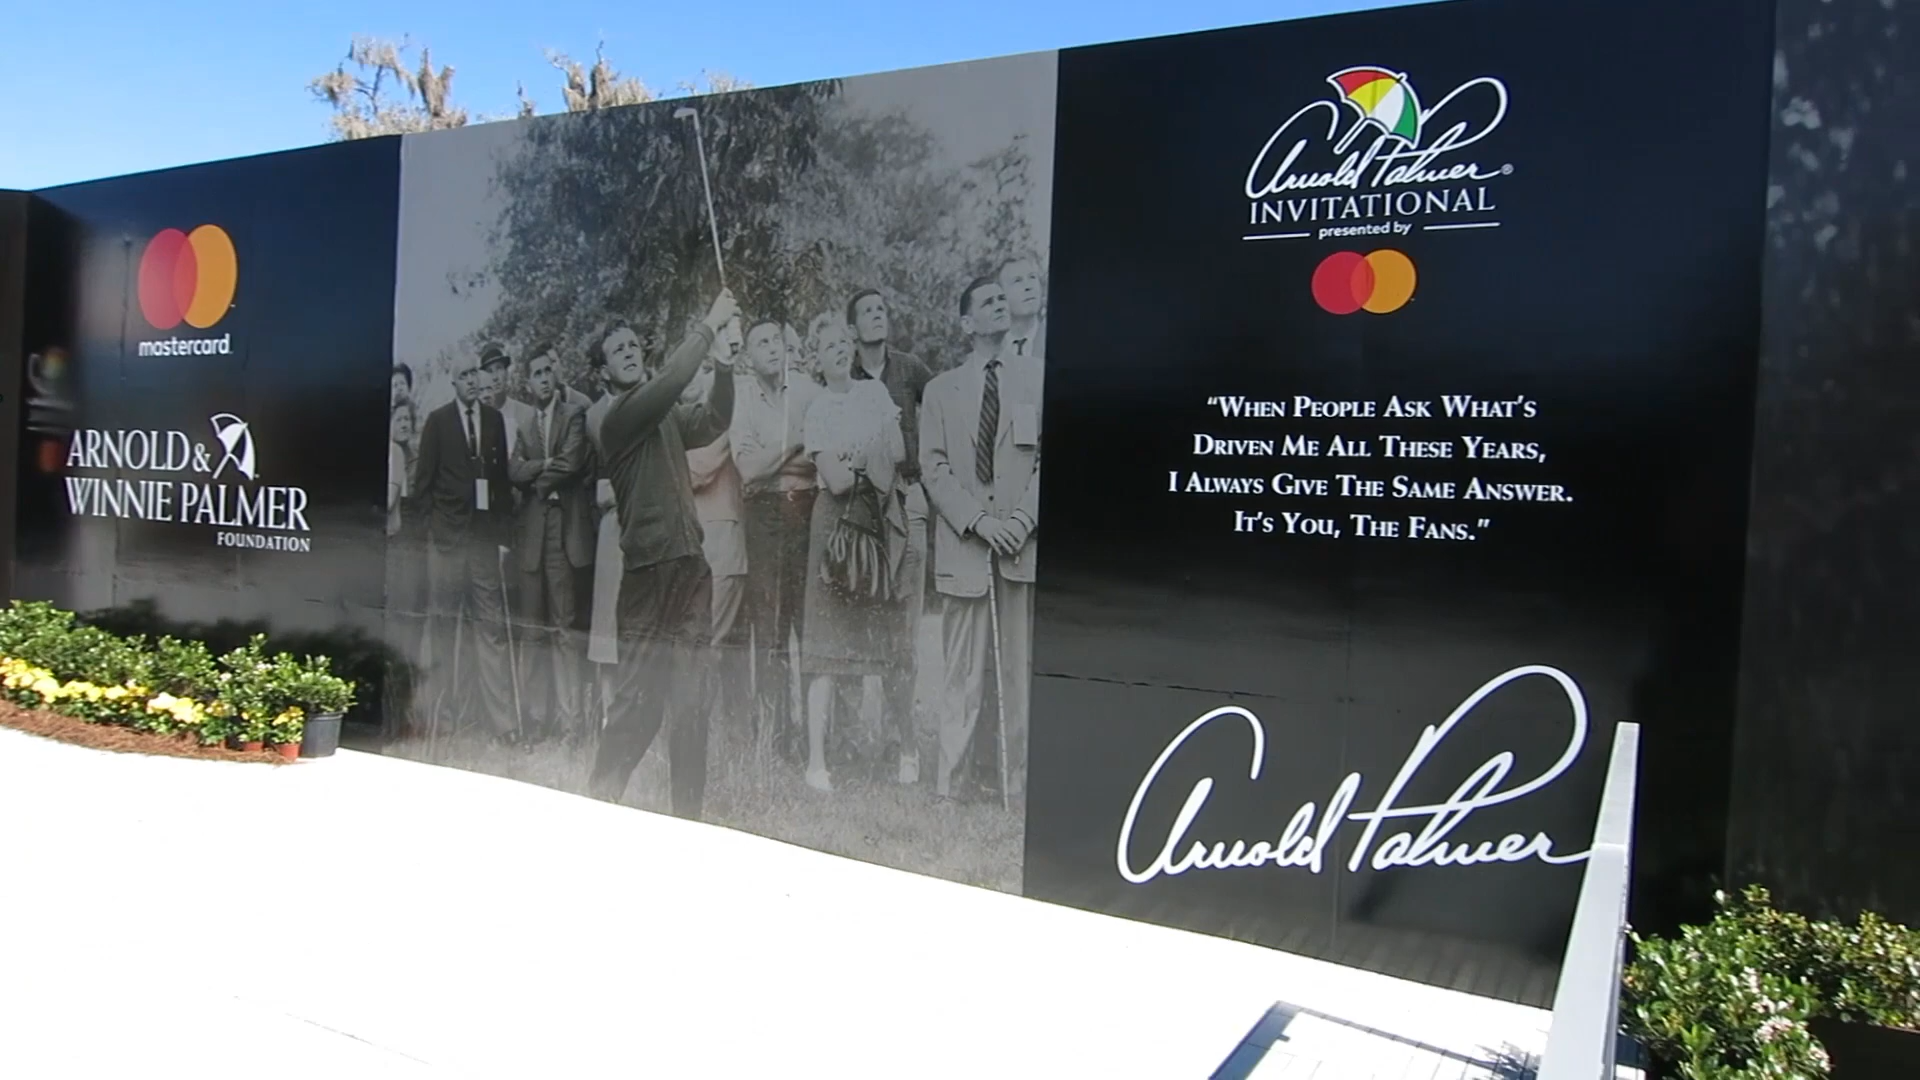 mastercard
ARNOLD &
WINNIE PALMER
FOUNDATION
Arnold Palmer®
INVITATIONAL
presented by
“WHEN PEOPLE ASK WHAT’S
DRIVEN ME ALL THESE YEARS,
I ALWAYS GIVE THE SAME ANSWER.
IT’S YOU, THE FANS.”
Arnold Palmer